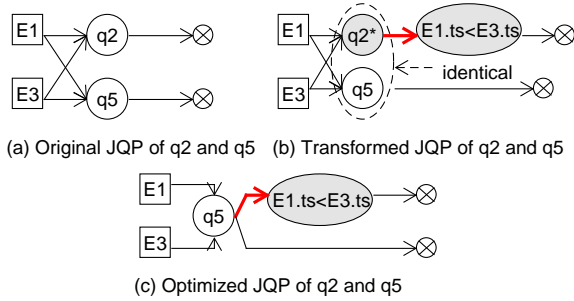 E1
q2
E3
q5
(a) Original JQP of q2 and q5
E1
q2*
E1.ts<E3.ts
identical
E3
q5
(b) Transformed JQP of q2 and q5
E1
E1.ts<E3.ts
q5
E3
(c) Optimized JQP of q2 and q5